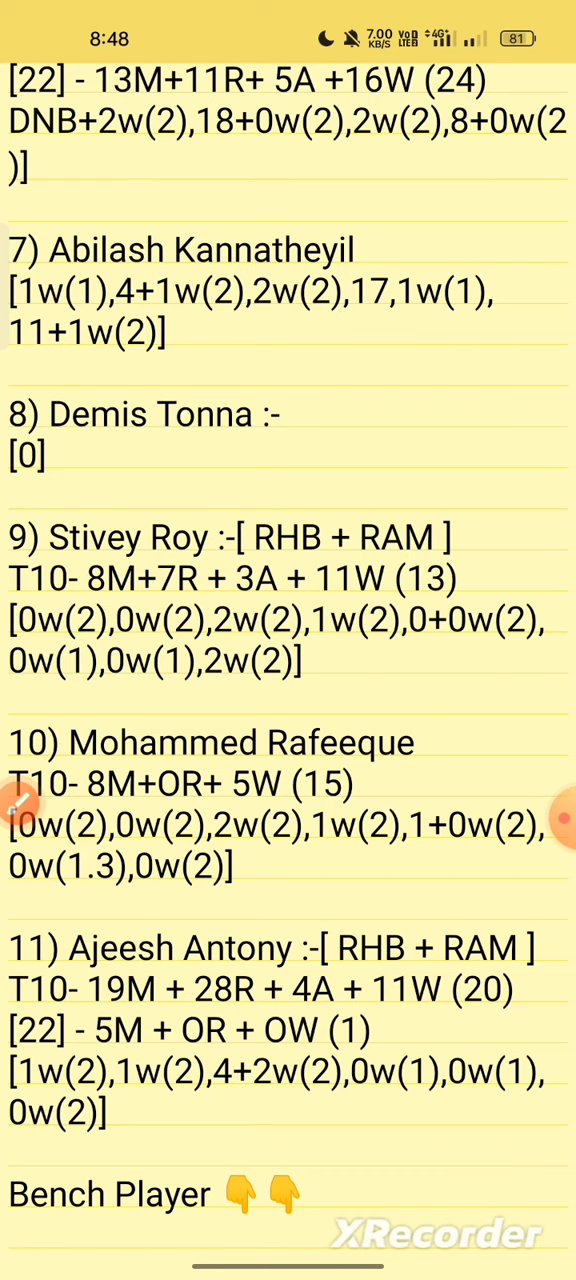 8:48
7.00 KB/S VoD LTE2 4G+ 81
[22] - 13M+11R+ 5A +16W (24)
DNB+2w(2),18+0w(2),2w(2),8+0w(2
)]
7) Abilash Kannatheyil
[1w(1),4+1w(2),2w(2),17,1w(1),
11+1w(2)]
8) Demis Tonna :-
[0]
9) Stivey Roy :-[ RHB + RAM ]
T10- 8M+7R + 3A + 11W (13)
[0w(2),0w(2),2w(2),1w(2),0+0w(2),
0w(1),0w(1),2w(2)]
10) Mohammed Rafeeque
T10- 8M+OR+ 5W (15)
[0w(2),0w(2),2w(2),1w(2),1+0w(2),
0w(1.3),0w(2)]
11) Ajeesh Antony :-[ RHB + RAM ]
T10- 19M + 28R + 4A + 11W (20)
[22] - 5M + OR + OW (1)
[1w(2),1w(2),4+2w(2),0w(1),0w(1),
0w(2)]
Bench Player 👇👇
XRecorder